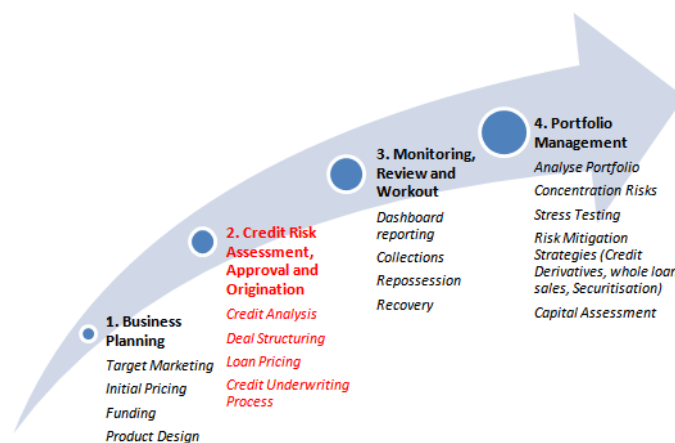 1. Business
Planning
Target Marketing
Initial Pricing
Funding
Product Design
2. Credit Risk
Assessment,
Approval and
Origination
Credit Analysis
Deal Structuring
Loan Pricing
Credit Underwriting
Process
3. Monitoring,
Review and
Workout
Dashboard
reporting
Collections
Repossession
Recovery
4. Portfolio
Management
Analyse Portfolio
Concentration Risks
Stress Testing
Risk Mitigation
Strategies (Credit
Derivatives, whole loan
sales, Securitisation)
Capital Assessment